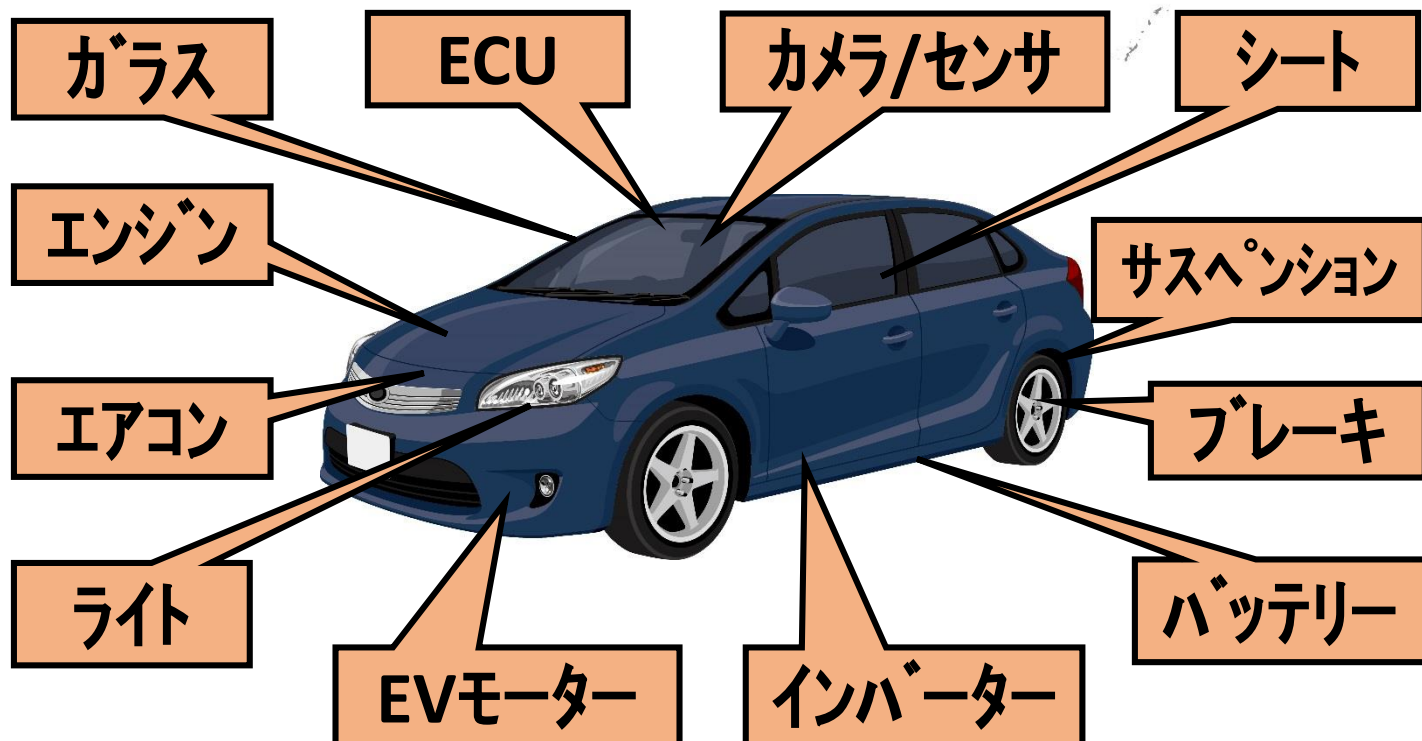 ガラス
ECU
カメラ/センサ
シート
エンジン
サスペンション
エアコン
ブレーキ
ライト
バッテリー
EVモーター
インバーター